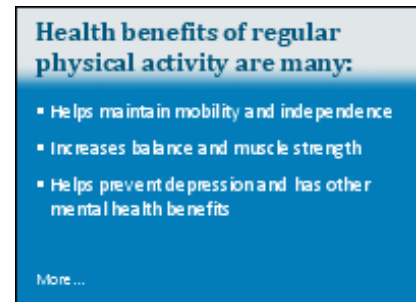 Health benefits of regular
physical activity are many:
▪ Helps maintain mobility and independence
▪ Increases balance and muscle strength
▪ Helps prevent depression and has other
mental health benefits
More...